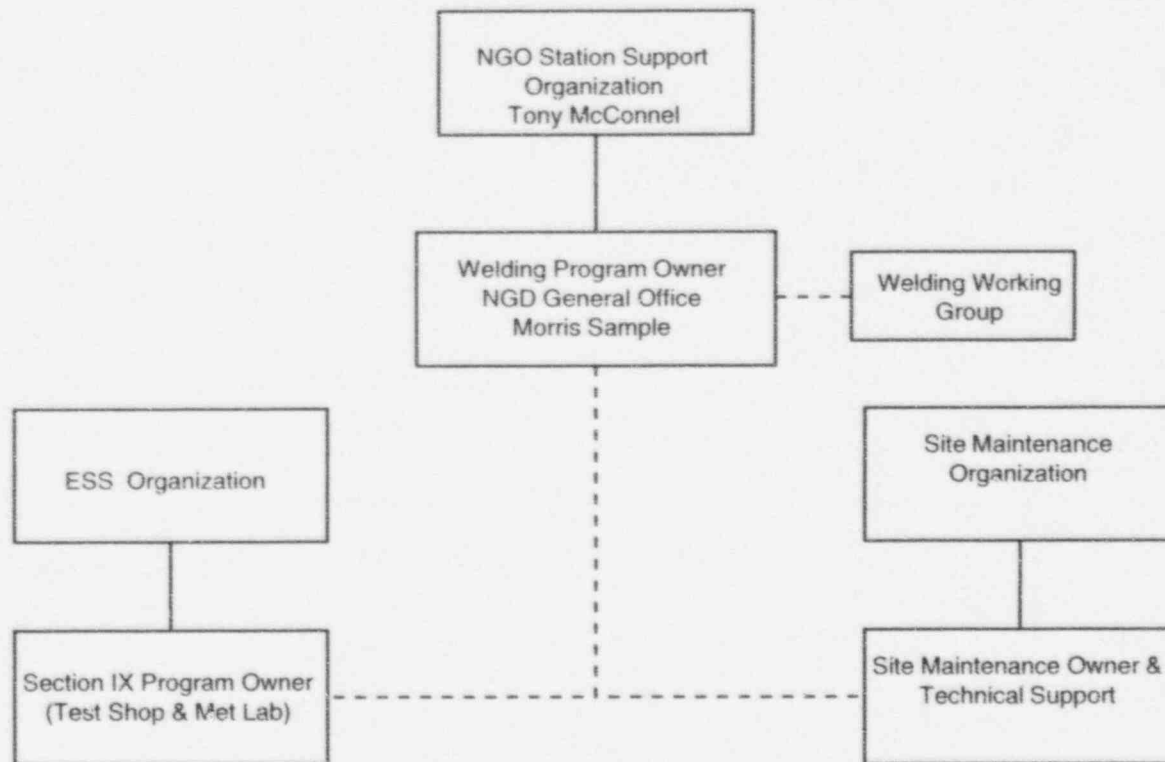 NGO Station Support
Organization
Tony McConnel
Welding Program Owner
NGD General Office
Morris Sample
Welding Working
Group
ESS Organization
Site Maintenance
Organization
Section IX Program Owner
(Test Shop & Met Lab)
Site Maintenance Owner &
Technical Support